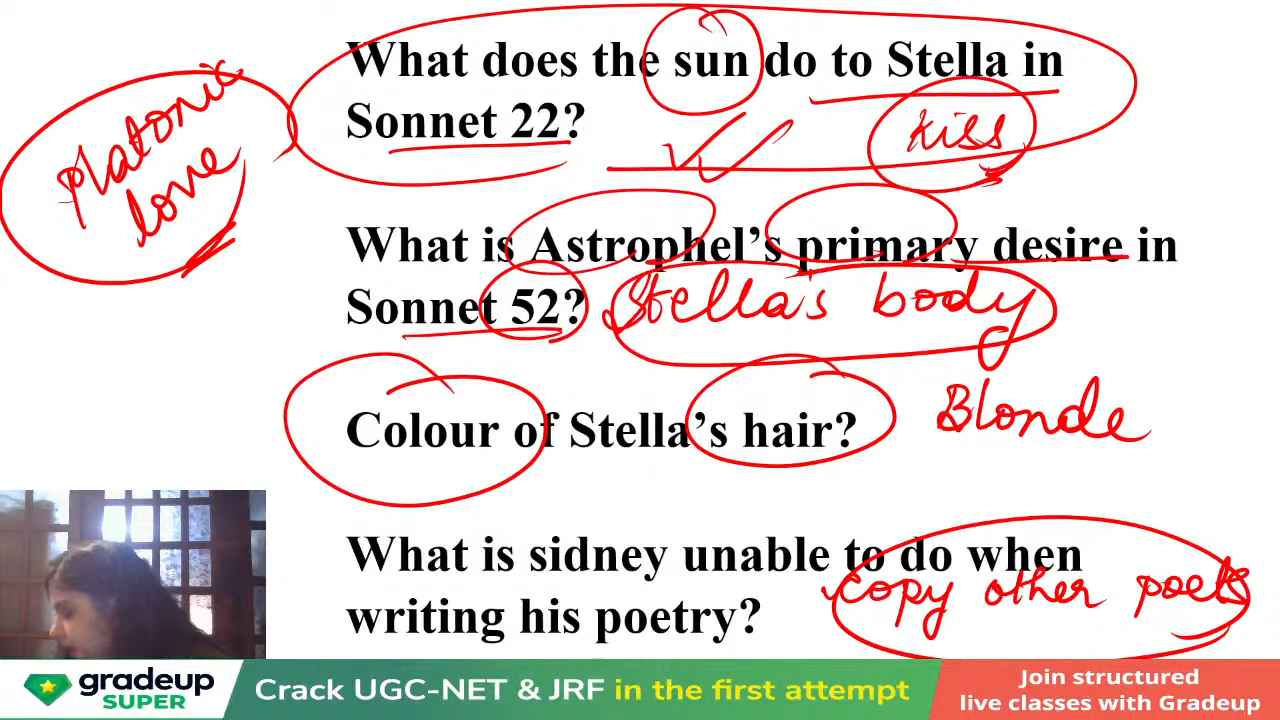 What does the sun do to Stella in
Sonnet 22?
kiss
Platonic
love
What is Astrophel’s primary desire in
Sonnet 52?
Stella's body
Colour of Stella’s hair?
Blonde
What is sidney unable to do when
writing his poetry?
copy other poets
gradeup
SUPER
Crack UGC-NET & JRF in the first attempt
Join structured
live classes with Gradeup